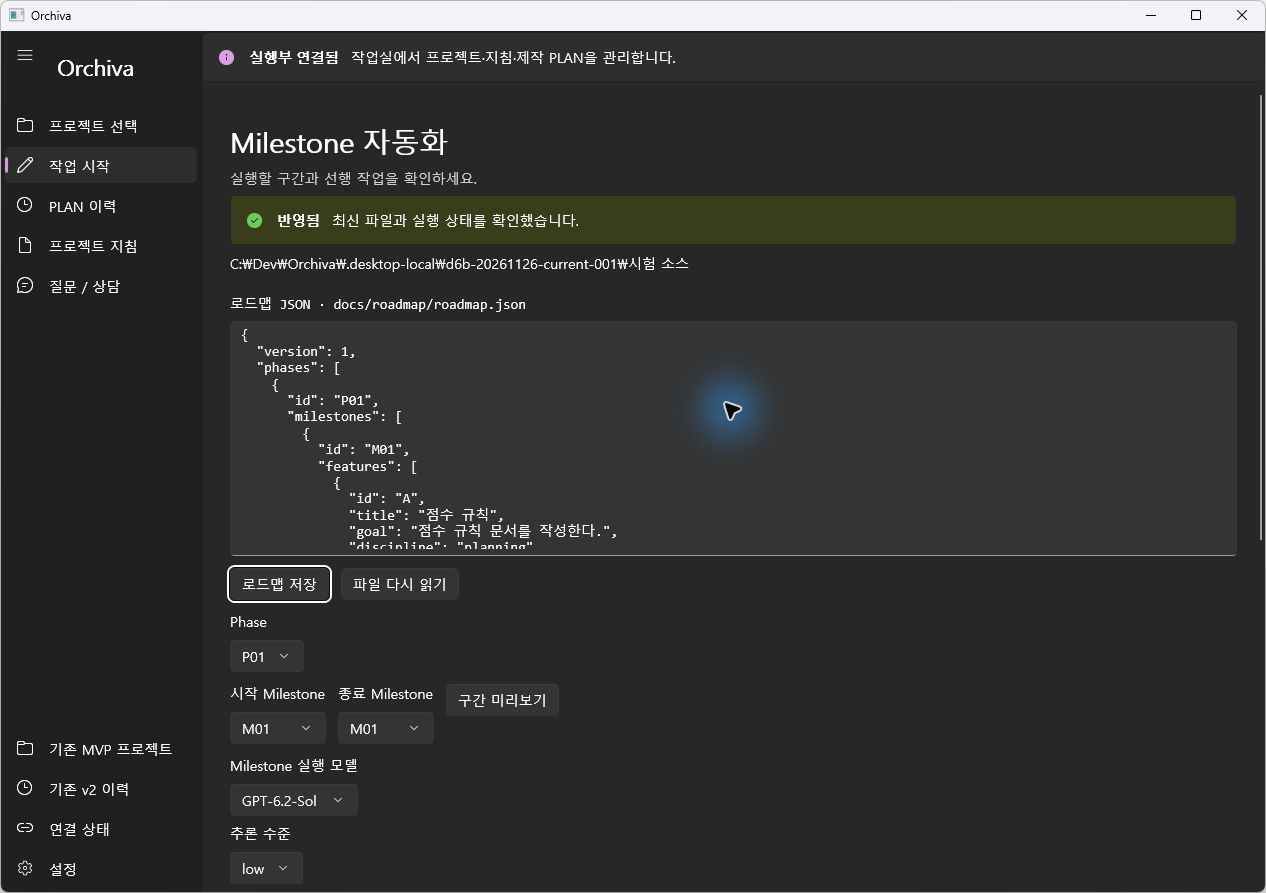 Orchiva
Orchiva
프로젝트 선택
작업 시작
PLAN 이력
프로젝트 지침
질문 / 상담
기존 MVP 프로젝트
기존 v2 이력
연결 상태
설정
실행부 연결됨 작업실에서 프로젝트·지침·제작 PLAN을 관리합니다.
Milestone 자동화
실행할 구간과 선행 작업을 확인하세요.
반영됨 최신 파일과 실행 상태를 확인했습니다.
C:₩Dev₩Orchiva₩.desktop-local₩d6b-20261126-current-001₩시험 소스
로드맵 JSON · docs/roadmap/roadmap.json
{
"version": 1,
"phases": [
{
"id": "P01",
"milestones": [
{
"id": "M01",
"features": [
{
"id": "A",
"title": "점수 규칙",
"goal": "점수 규칙 문서를 작성한다.",
"discipline": "planning"
로드맵 저장 파일 다시 읽기
Phase
P01
시작 Milestone 종료 Milestone 구간 미리보기
M01 M01
Milestone 실행 모델
GPT-6.2-Sol
추론 수준
low